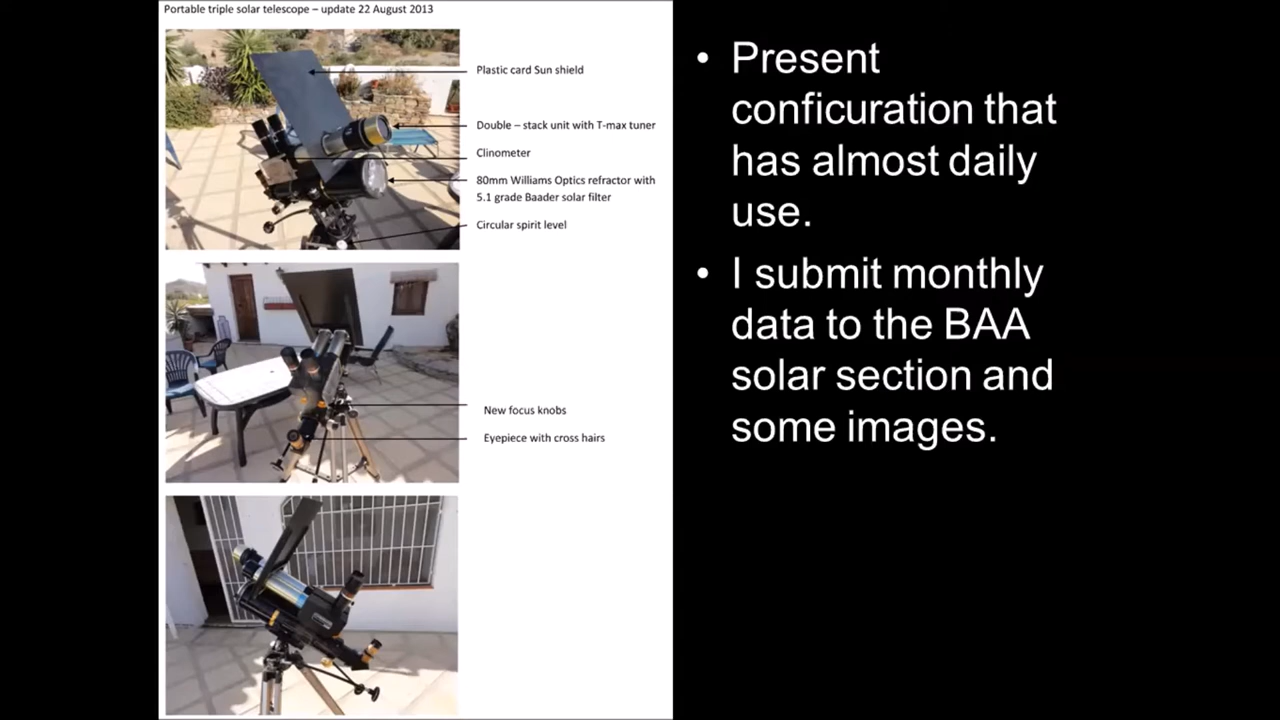 Portable triple solar telescope – update 22 August 2013
Plastic card Sun shield
Double – stack unit with T-max tuner
Clinometer
80mm Williams Optics refractor with
5.1 grade Baader solar filter
Circular spirit level
New focus knobs
Eyepiece with cross hairs
• Present
conficuration that
has almost daily
use.
• I submit monthly
data to the BAA
solar section and
some images.